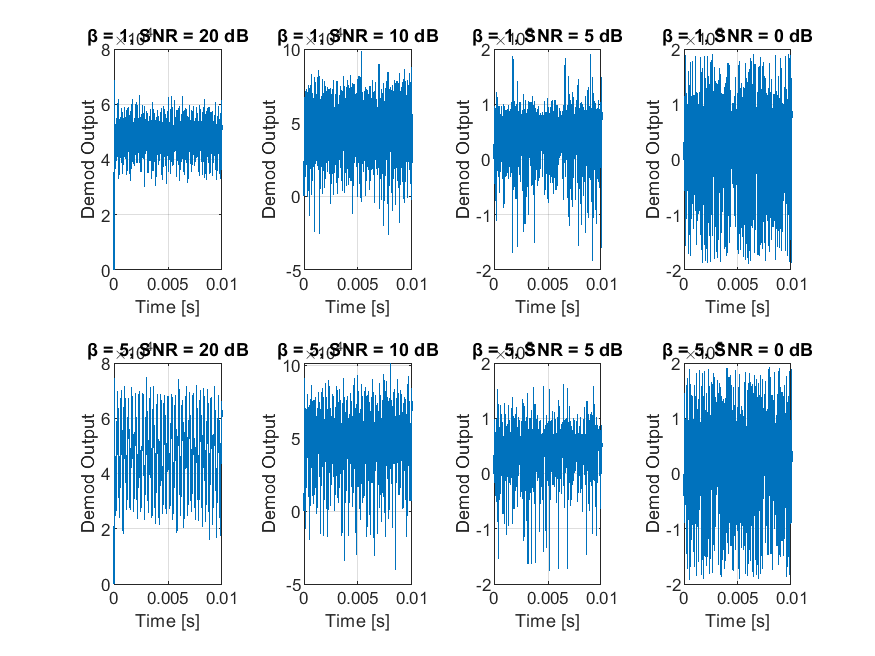 β = 1, SNR = 20 dB
×10⁴
8
6
4
2
0
Demod Output
0 0.005 0.01
Time [s]
β = 1, SNR = 10 dB
×10⁴
10
5
0
-5
Demod Output
0 0.005 0.01
Time [s]
β = 1, SNR = 5 dB
2
1
0
-1
-2
Demod Output
0 0.005 0.01
Time [s]
β = 1, SNR = 0 dB
2
1
0
-1
-2
Demod Output
0 0.005 0.01
Time [s]
β = 5, SNR = 20 dB
×10⁴
8
6
4
2
0
Demod Output
0 0.005 0.01
Time [s]
β = 5, SNR = 10 dB
×10⁴
10
5
0
-5
Demod Output
0 0.005 0.01
Time [s]
β = 5, SNR = 5 dB
2
1
0
-1
-2
Demod Output
0 0.005 0.01
Time [s]
β = 5, SNR = 0 dB
2
1
0
-1
-2
Demod Output
0 0.005 0.01
Time [s]